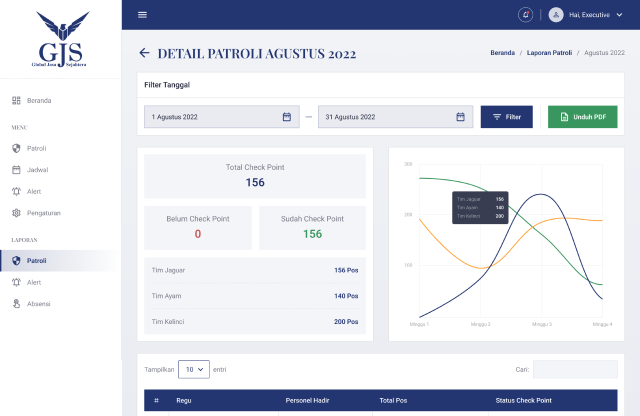 GJS
Global Jasa Sejahtera
Hai, Executive
DETAIL PATROLI AGUSTUS 2022
Beranda / Laporan Patroli / Agustus 2022
Beranda
MENU
Patroli
Jadwal
Alert
Pengaturan
LAPORAN
Patroli
Alert
Absensi
Filter Tanggal
1 Agustus 2022
—
31 Agustus 2022
Filter
Unduh PDF
Total Check Point
156
Belum Check Point
0
Sudah Check Point
156
Tim Jaguar 156 Pos
Tim Ayam 140 Pos
Tim Kelinci 200 Pos
300
200
100
Tim Jaguar 156
Tim Ayam 140
Tim Kelinci 200
Minggu 1 Minggu 2 Minggu 3 Minggu 4
Tampilkan 10 entri
Cari:
# Regu Personel Hadir Total Pos Status Check Point